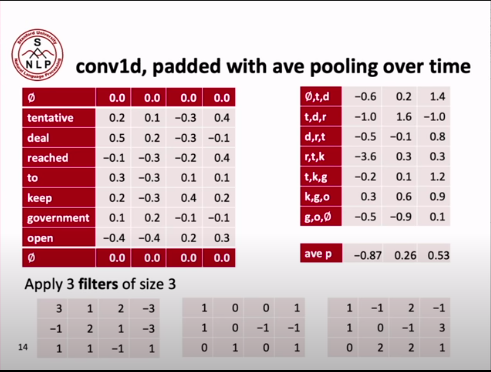 Stanford University
S
NLP
Natural Language Processing
conv1d, padded with ave pooling over time
Ø 0.0 0.0 0.0 0.0
tentative 0.2 0.1 −0.3 0.4
deal 0.5 0.2 −0.3 −0.1
reached −0.1 −0.3 −0.2 0.4
to 0.3 −0.3 0.1 0.1
keep 0.2 −0.3 0.4 0.2
government 0.1 0.2 −0.1 −0.1
open −0.4 −0.4 0.2 0.3
Ø 0.0 0.0 0.0 0.0
Ø,t,d −0.6 0.2 1.4
t,d,r −1.0 1.6 −1.0
d,r,t −0.5 −0.1 0.8
r,t,k −3.6 0.3 0.3
t,k,g −0.2 0.1 1.2
k,g,o 0.3 0.6 0.9
g,o,Ø −0.5 −0.9 0.1
ave p −0.87 0.26 0.53
Apply 3 filters of size 3
3 1 2 −3
−1 2 1 −3
1 1 −1 1
1 0 0 1
1 0 −1 −1
0 1 0 1
1 −1 2 −1
1 0 −1 3
0 2 2 1
14